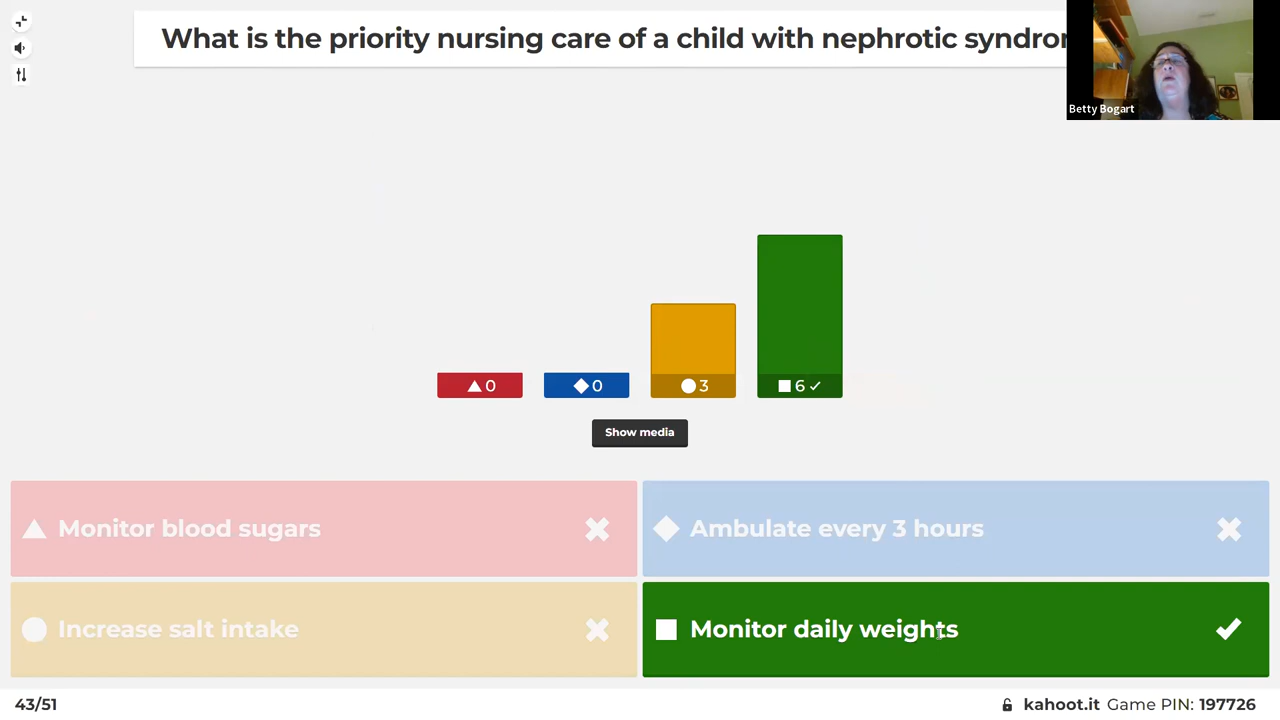 What is the priority nursing care of a child with nephrotic
Betty Bogart
0
0
3
6
Show media
Monitor blood sugars
Ambulate every 3 hours
Increase salt intake
Monitor daily weights
43/51
kahoot.it Game PIN: 197726